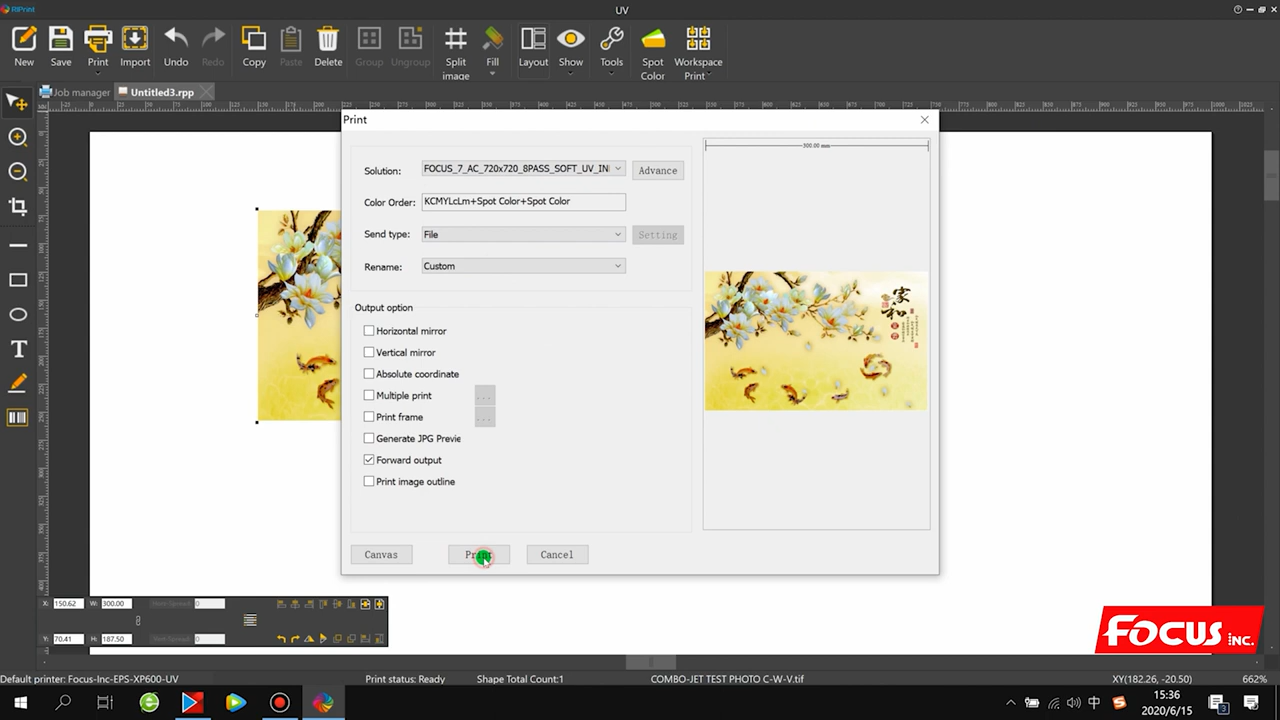 RIPrint
UV
New
Save
Print
Import
Undo
Redo
Copy
Paste
Delete
Group
Ungroup
Split
image
Fill
Layout
Show
Tools
Spot
Color
Workspace
Print
Job manager
Untitled3.rpp
Print
Solution:
FOCUS_7_AC_720x720_8PASS_SOFT_UV_IN
Advance
Color Order:
KCMYLcLm+Spot Color+Spot Color
Send type:
File
Setting
Rename:
Custom
Output option
Horizontal mirror
Vertical mirror
Absolute coordinate
Multiple print
...
Print frame
...
Generate JPG Previe
Forward output
Print image outline
Canvas
Print
Cancel
300.00 mm
家
和
X:
150.62
W:
300.00
0
Y:
70.41
H:
187.50
0
FOCUS INC.
Default printer: Focus-Inc-EPS-XP600-UV
Print status: Ready
Shape Total Count:1
COMBO-JET TEST PHOTO C-W-V.tif
XY(182.26, -20.50)
662%
中
15:36
2020/6/15
3